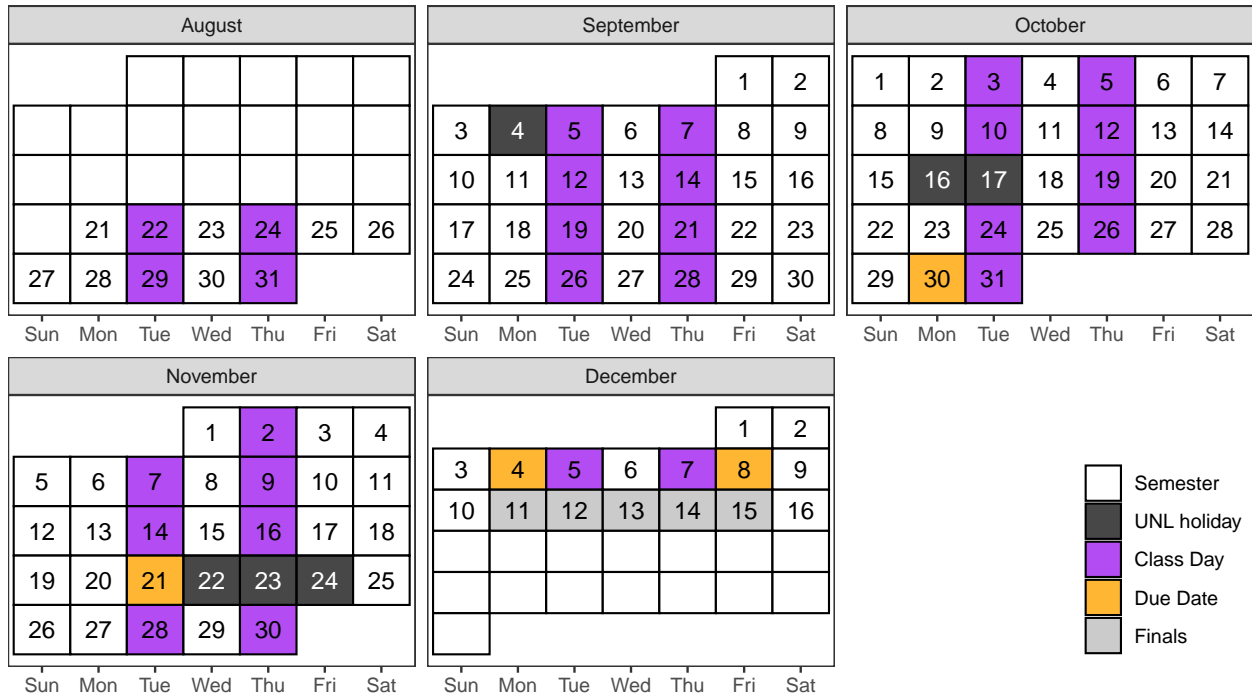 August
21 22 23 24 25 26
27 28 29 30 31
Sun Mon Tue Wed Thu Fri Sat
September
1 2
3 4 5 6 7 8 9
10 11 12 13 14 15 16
17 18 19 20 21 22 23
24 25 26 27 28 29 30
Sun Mon Tue Wed Thu Fri Sat
October
1 2 3 4 5 6 7
8 9 10 11 12 13 14
15 16 17 18 19 20 21
22 23 24 25 26 27 28
29 30 31
Sun Mon Tue Wed Thu Fri Sat
November
1 2 3 4
5 6 7 8 9 10 11
12 13 14 15 16 17 18
19 20 21 22 23 24 25
26 27 28 29 30
Sun Mon Tue Wed Thu Fri Sat
December
1 2
3 4 5 6 7 8 9
10 11 12 13 14 15 16
Sun Mon Tue Wed Thu Fri Sat
Semester
UNL holiday
Class Day
Due Date
Finals